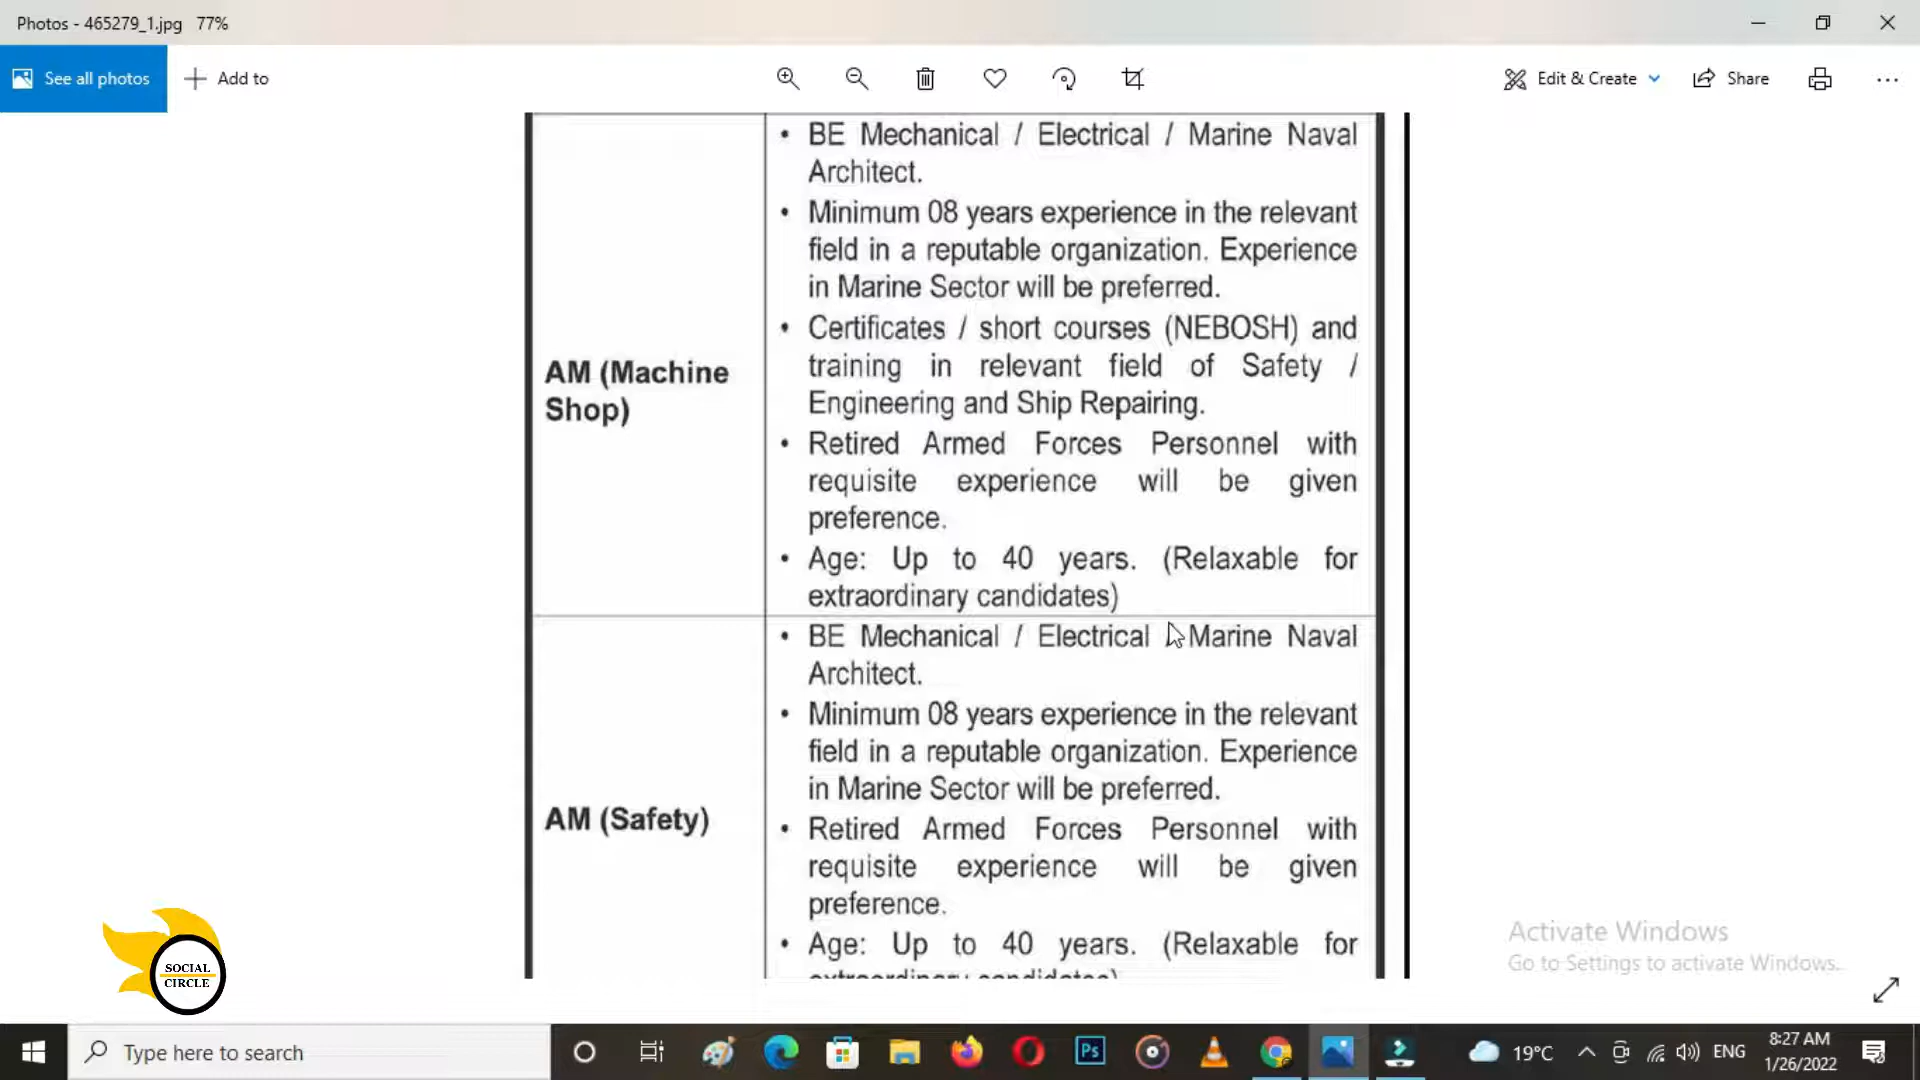 Photos - 465279_1.jpg 77%
See all photos
Add to
Edit & Create
Share
AM (Machine
Shop)
• BE Mechanical / Electrical / Marine Naval
Architect.
• Minimum 08 years experience in the relevant
field in a reputable organization. Experience
in Marine Sector will be preferred.
• Certificates / short courses (NEBOSH) and
training in relevant field of Safety /
Engineering and Ship Repairing.
• Retired Armed Forces Personnel with
requisite experience will be given
preference.
• Age: Up to 40 years. (Relaxable for
extraordinary candidates)
AM (Safety)
• BE Mechanical / Electrical / Marine Naval
Architect.
• Minimum 08 years experience in the relevant
field in a reputable organization. Experience
in Marine Sector will be preferred.
• Retired Armed Forces Personnel with
requisite experience will be given
preference.
• Age: Up to 40 years. (Relaxable for
extraordinary candidates)
SOCIAL
CIRCLE
Activate Windows
Go to Settings to activate Windows.
Type here to search
Ps
19°C
ENG
8:27 AM
1/26/2022